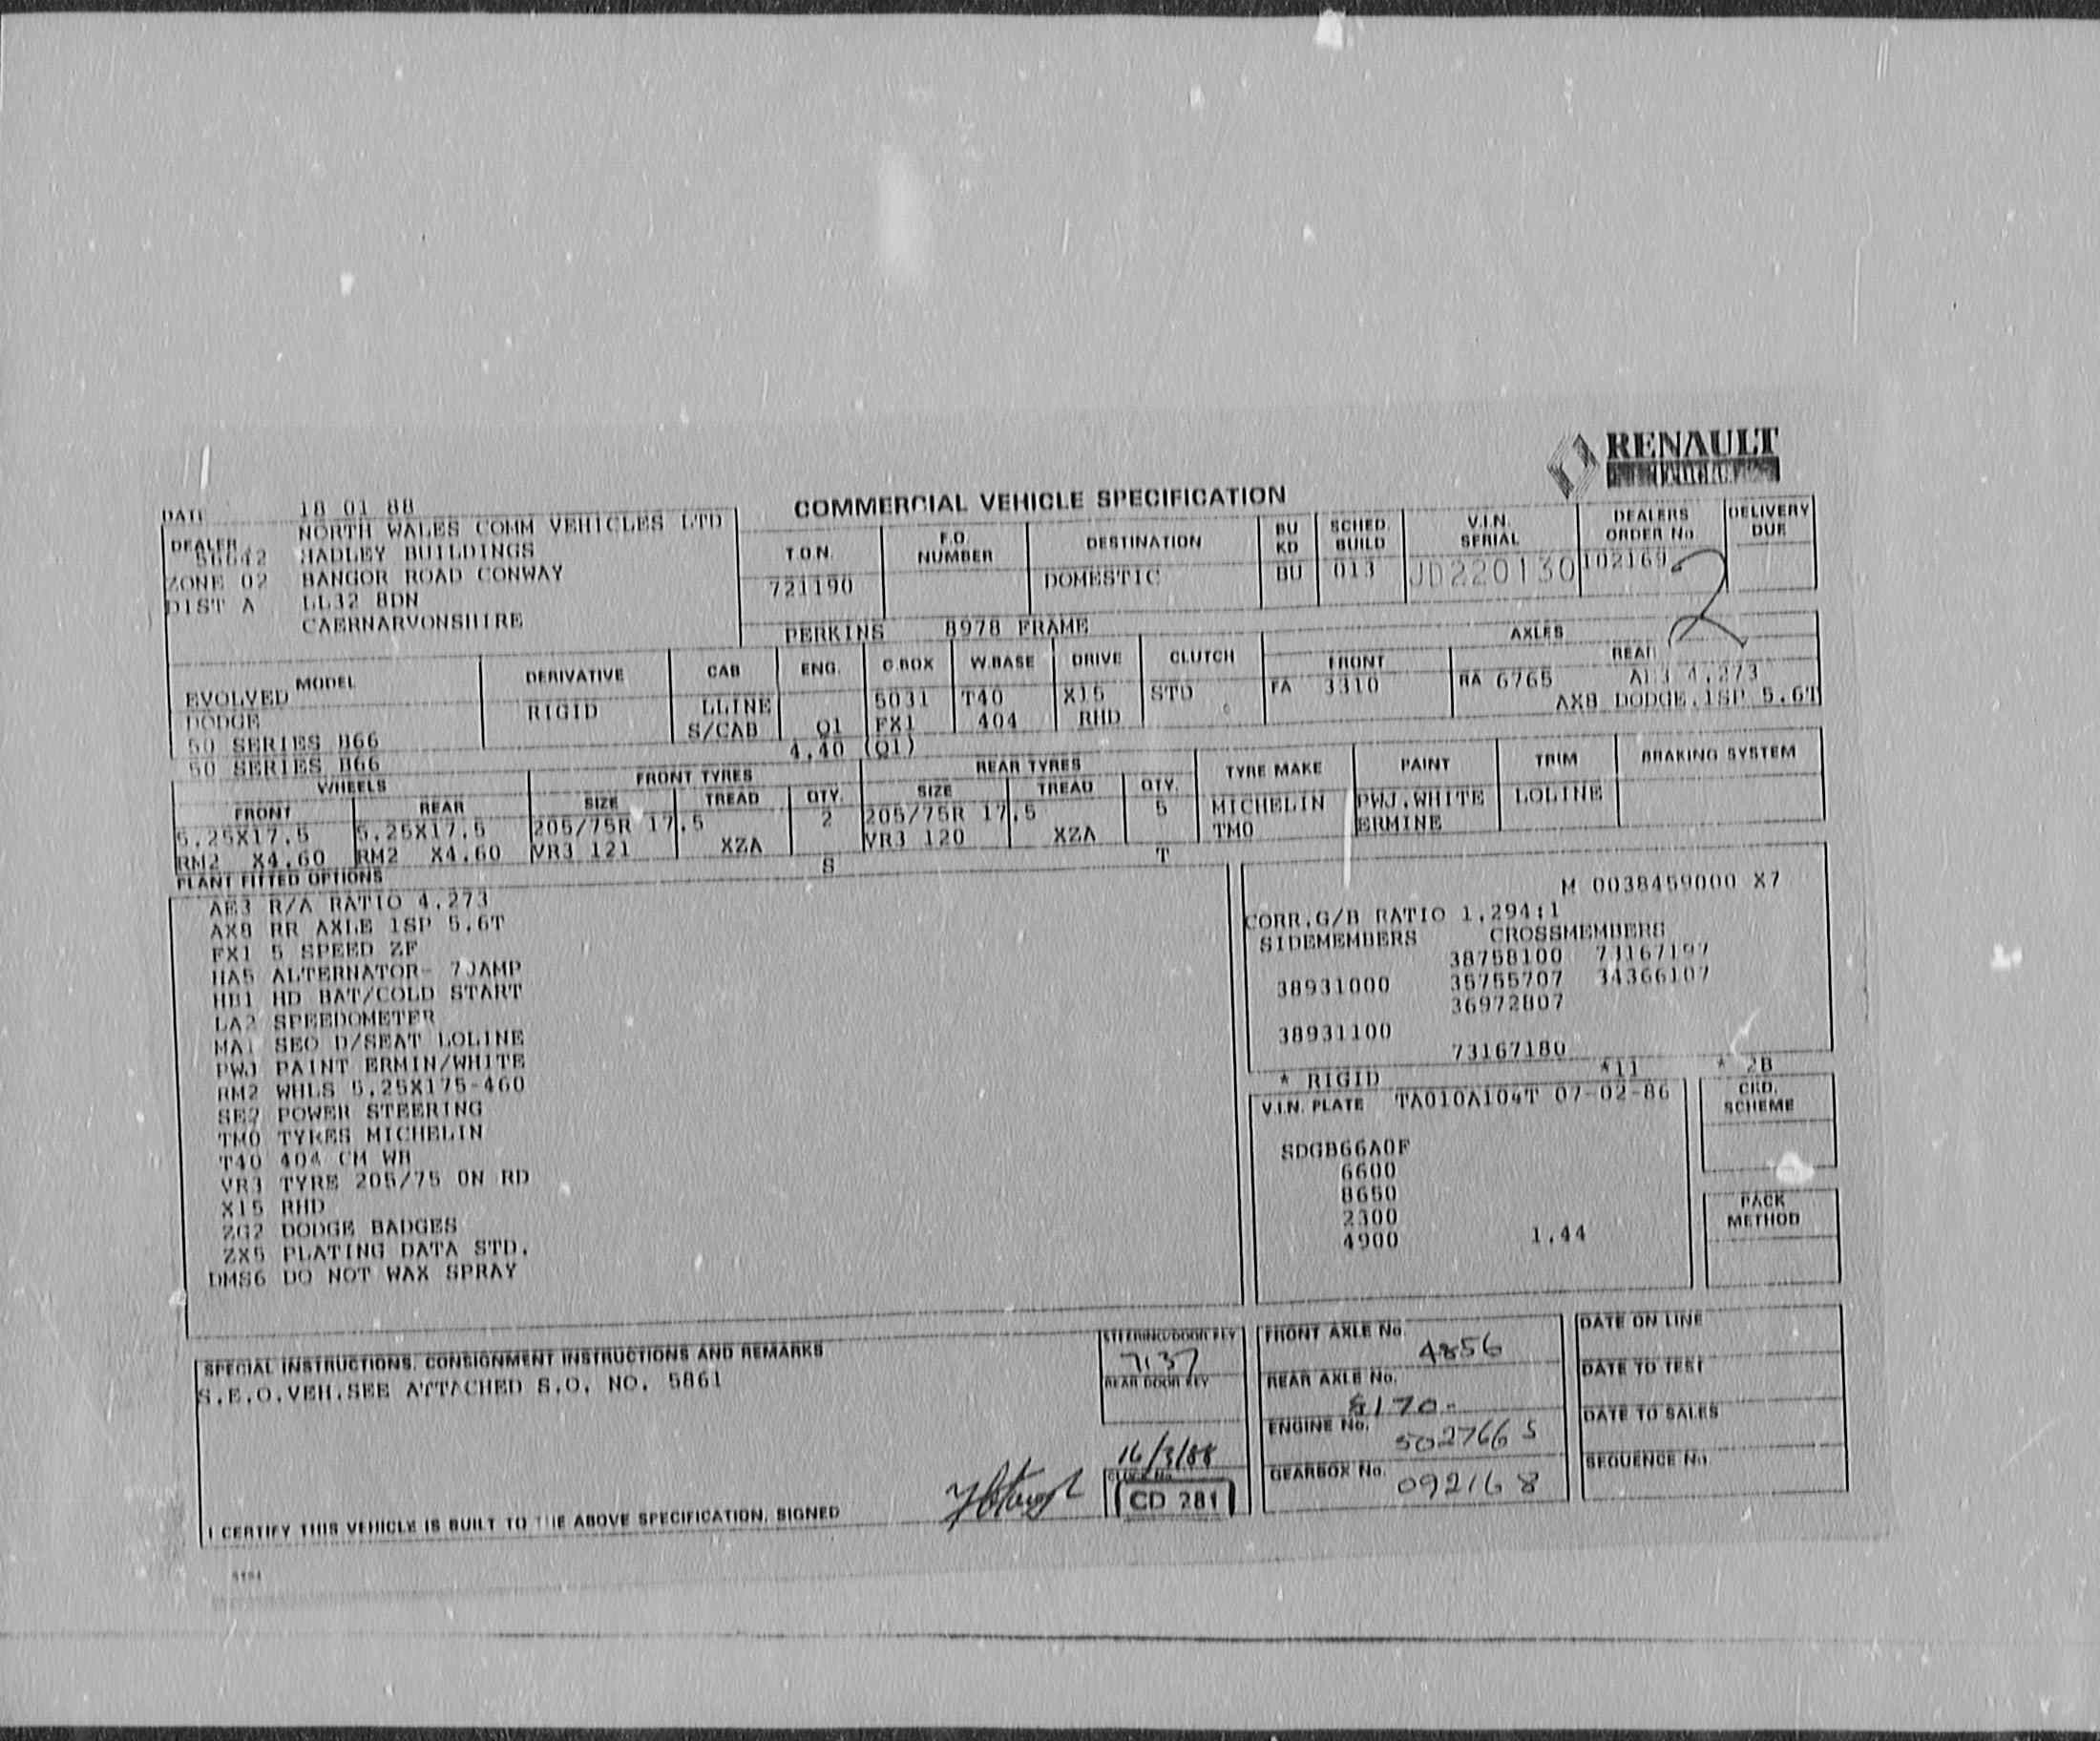 RENAULT
COMMERCIAL VEHICLE SPECIFICATION
DATE 18 01 88
DEALER NORTH WALES COMM VEHICLES LTD
56642 HADLEY BUILDINGS
ZONE 02 BANGOR ROAD CONWAY
DIST A LL32 8DN
CAERNARVONSHIRE
T.O.N. F.O. NUMBER DESTINATION BU KD SCHED. BUILD V.I.N. SERIAL DEALERS ORDER No DELIVERY DUE
721190 DOMESTIC BU 013 JD220130 102169 2
PERKINS 8978 FRAME
MODEL DERIVATIVE CAB ENG. G.BOX W.BASE DRIVE CLUTCH AXLES FRONT REAR
EVOLVED RIGID LLINE 5031 T40 X15 STD FA 3310 RA 6765 AE3 4.273
DODGE S/CAB Q1 FX1 404 RHD AX8 DODGE.1SP 5.6T
50 SERIES B66 4.40 (Q1)
50 SERIES B66
WHEELS FRONT TYRES REAR TYRES TYRE MAKE PAINT TRIM BRAKING SYSTEM
FRONT REAR SIZE TREAD QTY. SIZE TREAD QTY.
5.25X17.5 5.25X17.5 205/75R 17.5 2 205/75R 17.5 5 MICHELIN PWJ.WHITE LOLINE
RM2 X4.60 RM2 X4.60 VR3 121 XZA VR3 120 XZA TM0 ERMINE
S T
PLANT FITTED OPTIONS
AE3 R/A RATIO 4.273
AX8 RR AXLE 1SP 5.6T
FX1 5 SPEED ZF
HA5 ALTERNATOR- 70AMP
HB1 HD BAT/COLD START
LA2 SPEEDOMETER
MA1 SEO D/SEAT LOLINE
PWJ PAINT ERMIN/WHITE
RM2 WHLS 5.25X175-460
SE2 POWER STEERING
TM0 TYRES MICHELIN
T40 404 CM WB
VR3 TYRE 205/75 ON RD
X15 RHD
ZG2 DODGE BADGES
ZX5 PLATING DATA STD.
DMS6 DO NOT WAX SPRAY
M 0038459000 X7
CORR.G/B RATIO 1.294:1
SIDEMEMBERS CROSSMEMBERS
38758100 73167197
38931000 35755707 34366107
36972807
38931100
73167180
* RIGID *11 * 2B
V.I.N. PLATE TA010A104T 07-02-86
CKD. SCHEME
SDGB66A0F
6600
8650
2300
4900 1.44
PACK METHOD
SPECIAL INSTRUCTIONS, CONSIGNMENT INSTRUCTIONS AND REMARKS
S.E.O.VEH.SEE ATTACHED S.O. NO. 5861
STEERING/DOOR KEY
7137
REAR DOOR KEY
16/3/88
CD 281
FRONT AXLE No. 4856
REAR AXLE No.
8170
ENGINE No. 502766 S
GEARBOX No. 092168
DATE ON LINE
DATE TO TEST
DATE TO SALES
SEQUENCE No.
I CERTIFY THIS VEHICLE IS BUILT TO THE ABOVE SPECIFICATION, SIGNED